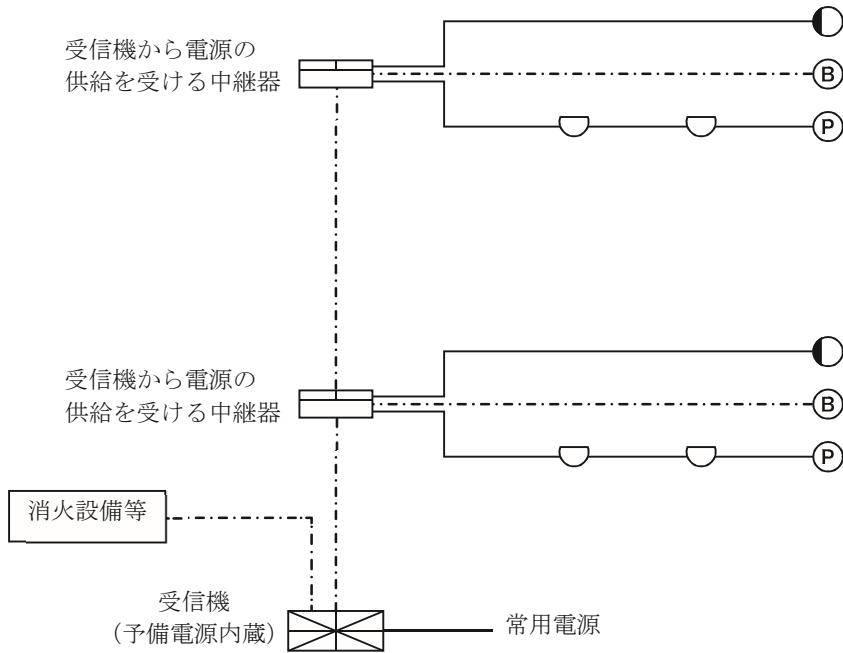 受信機から電源の
供給を受ける中継器
B
P
受信機から電源の
供給を受ける中継器
B
P
消火設備等
受信機
（予備電源内蔵）
常用電源